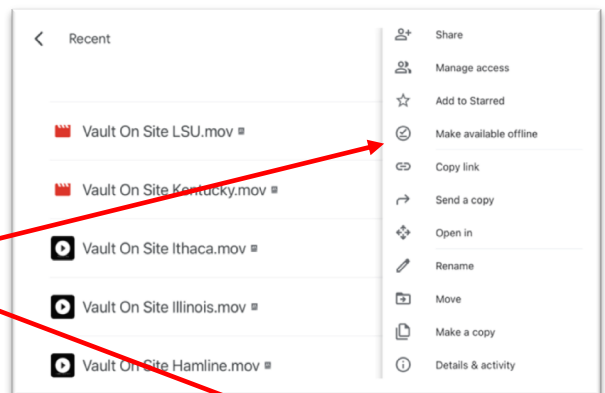 Recent
Vault On Site LSU.mov
Vault On Site Kentucky.mov
Vault On Site Ithaca.mov
Vault On Site Illinois.mov
Vault On Site Hamline.mov
Share
Manage access
Add to Starred
Make available offline
Copy link
Send a copy
Open in
Rename
Move
Make a copy
Details & activity